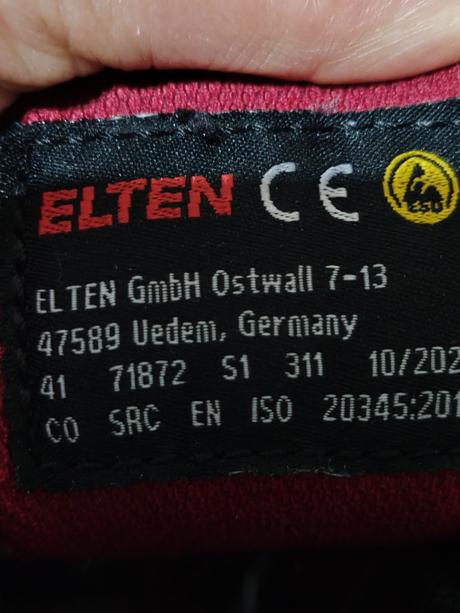 ELTEN CE ESD
ELTEN GmbH Ostwall 7-13
47589 Uedem, Germany
41 71872 S1 311 10/202
CO SRC EN ISO 20345:201